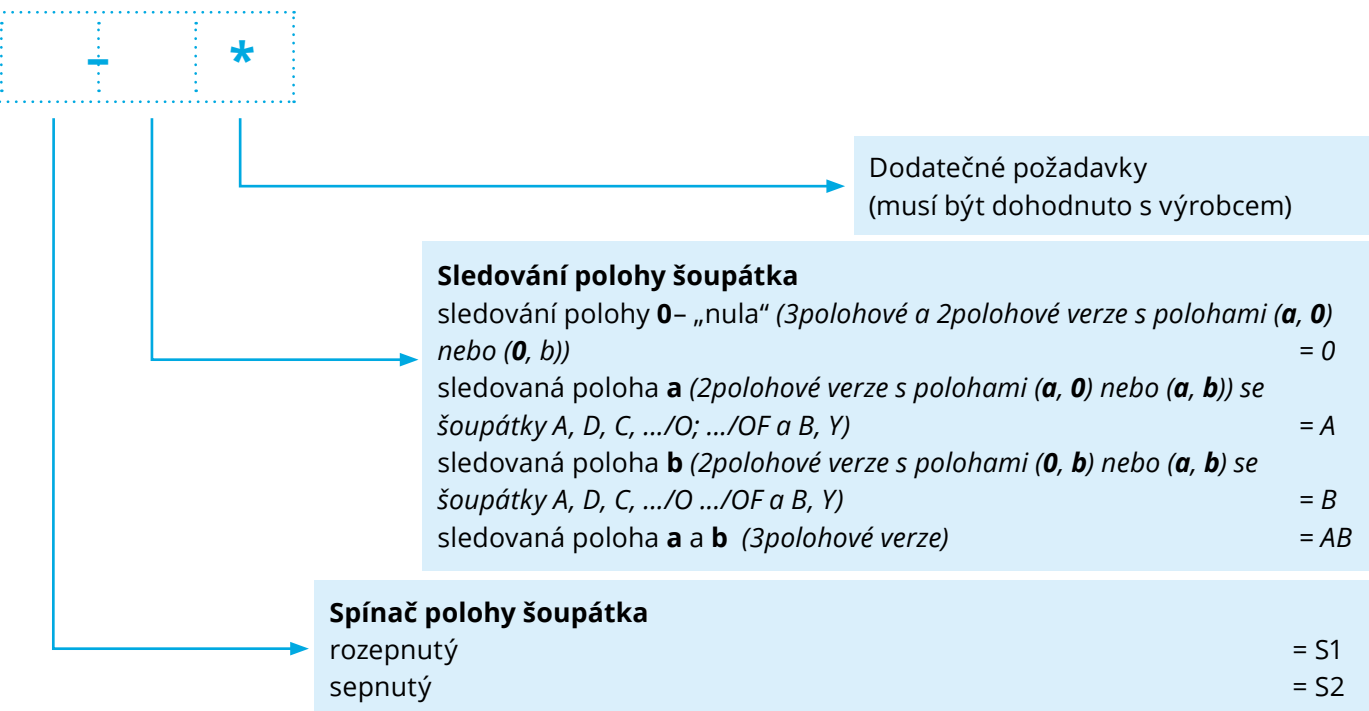 – *
Dodatečné požadavky
(musí být dohodnuto s výrobcem)
Sledování polohy šoupátka
sledování polohy 0– „nula“ (3polohové a 2polohové verze s polohami (a, 0)
nebo (0, b)) = 0
sledovaná poloha a (2polohové verze s polohami (a, 0) nebo (a, b)) se
šoupátky A, D, C, .../O; .../OF a B, Y) = A
sledovaná poloha b (2polohové verze s polohami (0, b) nebo (a, b) se
šoupátky A, D, C, .../O .../OF a B, Y) = B
sledovaná poloha a a b (3polohové verze) = AB
Spínač polohy šoupátka
rozepnutý = S1
sepnutý = S2